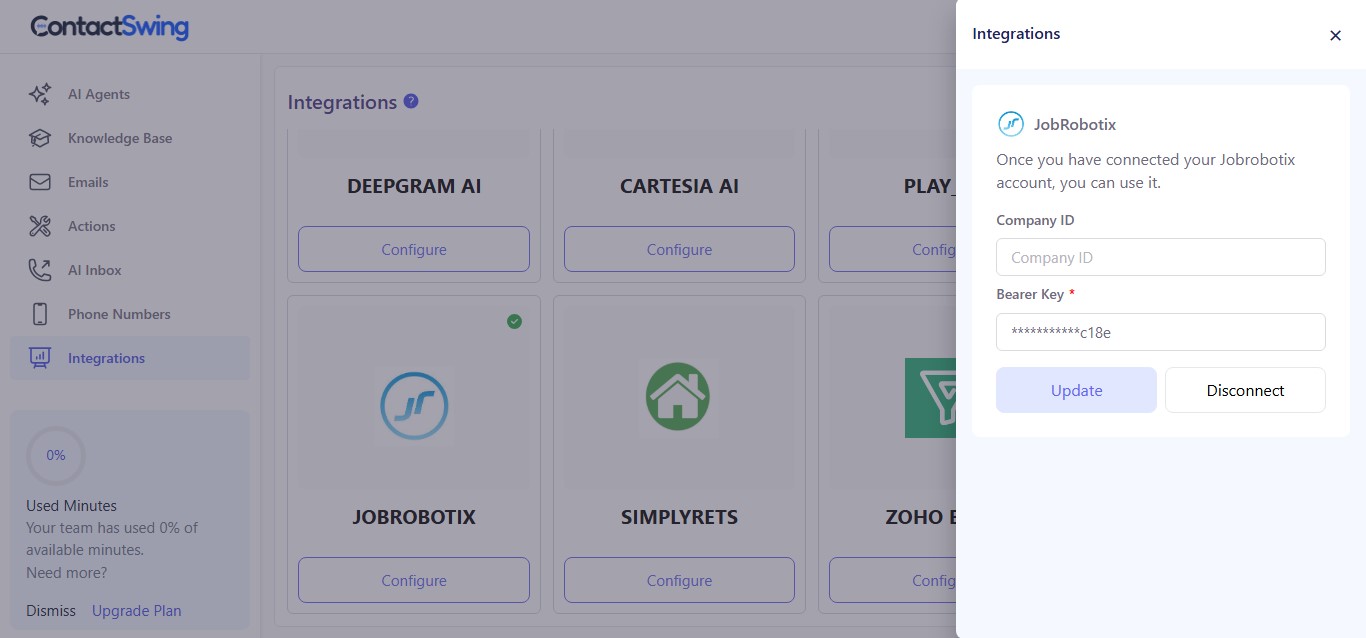 ContactSwing
AI Agents
Knowledge Base
Emails
Actions
AI Inbox
Phone Numbers
Integrations
0%
Used Minutes
Your team has used 0% of
available minutes.
Need more?
Dismiss Upgrade Plan
Integrations ?
DEEPGRAM AI
Configure
CARTESIA AI
Configure
PLAY_
Config
JOBROBOTIX
Configure
SIMPLYRETS
Configure
ZOHO
Config
Integrations
JobRobotix
Once you have connected your Jobrobotix
account, you can use it.
Company ID
Company ID
Bearer Key *
***********c18e
Update
Disconnect